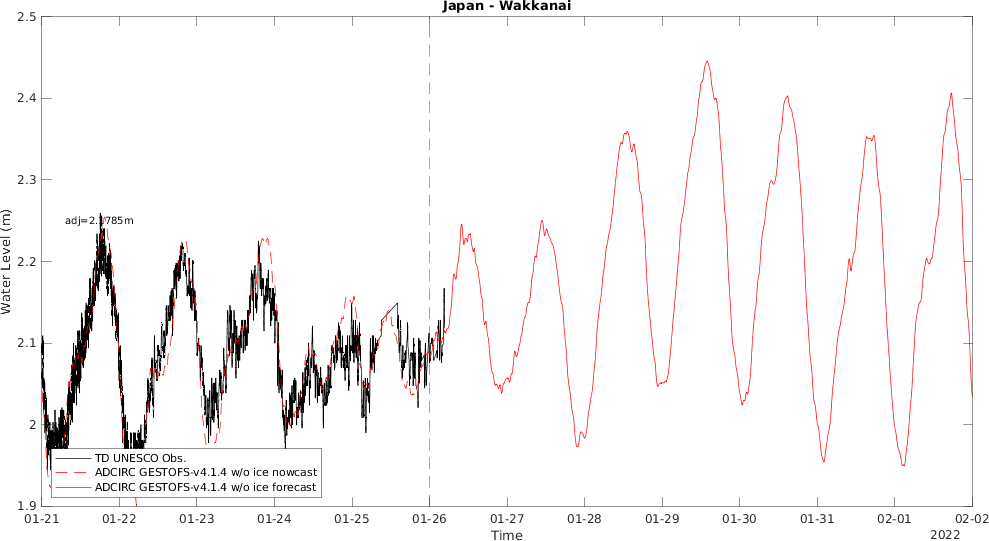 Japan - Wakkanai
2.5
2.4
2.3
2.2
2.1
2
1.9
Water Level (m)
TD UNESCO Obs.
ADCIRC GESTOFS-v4.1.4 w/o ice nowcast
ADCIRC GESTOFS-v4.1.4 w/o ice forecast
01-21 01-22 01-23 01-24 01-25 01-26 01-27 01-28 01-29 01-30 01-31 02-01 02-02
Time
2022